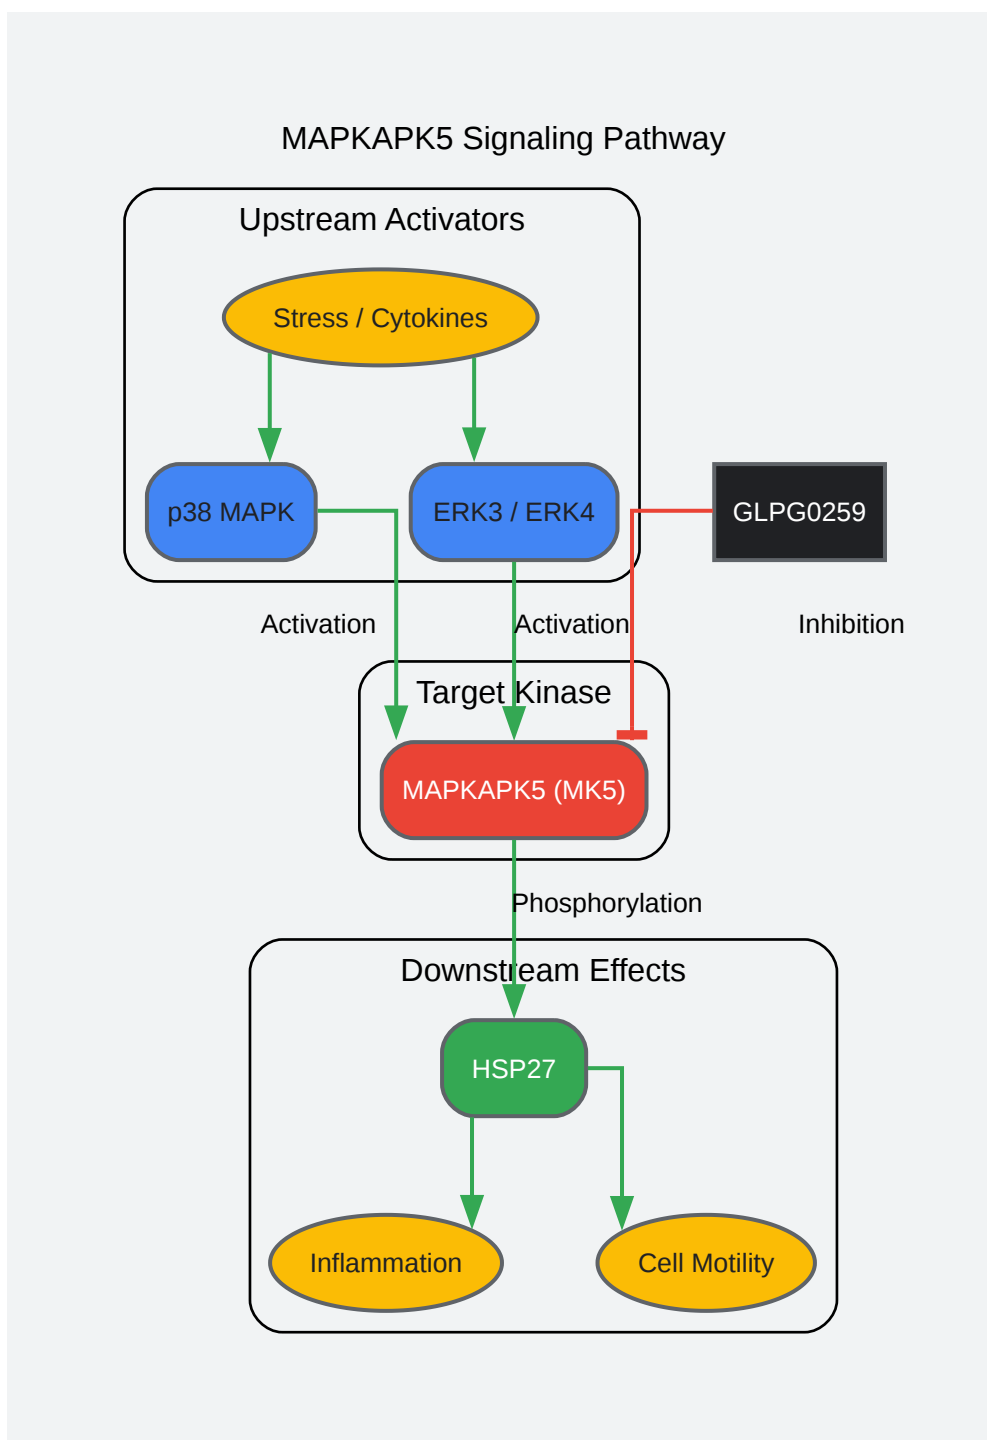 MAPKAPK5 Signaling Pathway
Upstream Activators
Stress / Cytokines
p38 MAPK
ERK3 / ERK4
GLPG0259
Activation
Activation
Inhibition
Target Kinase
MAPKAPK5 (MK5)
Phosphorylation
Downstream Effects
HSP27
Inflammation
Cell Motility